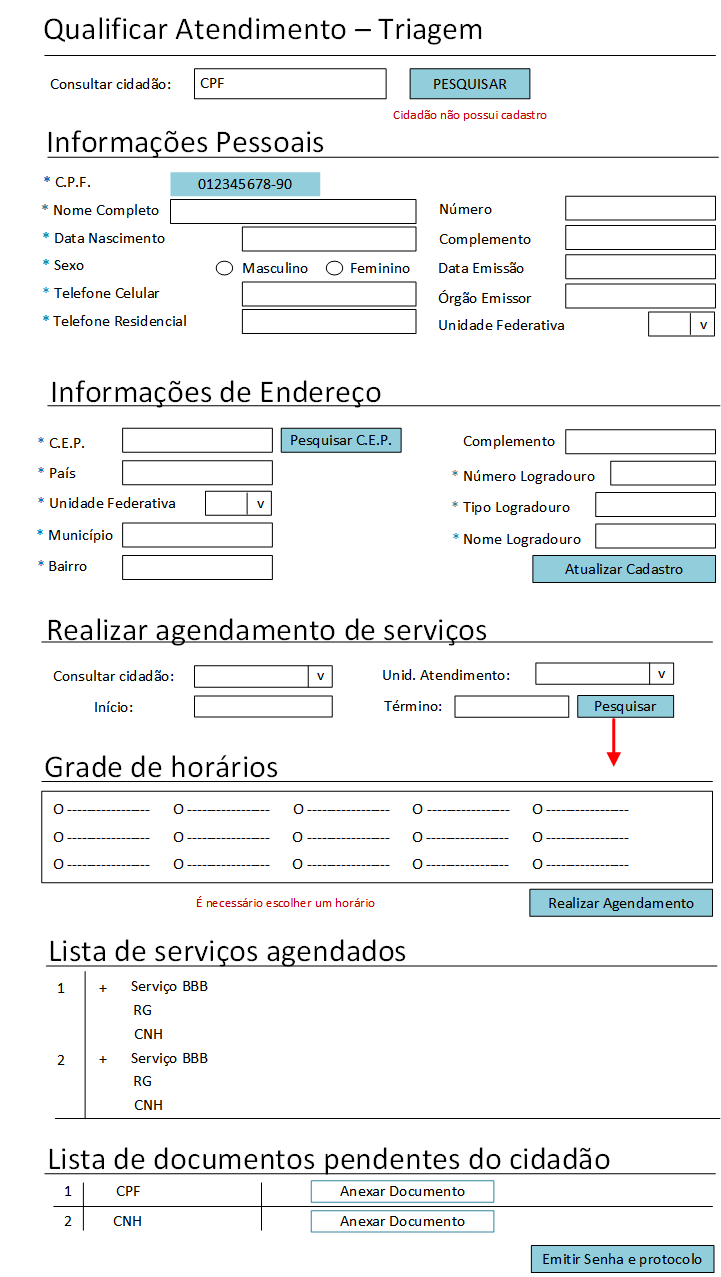 Qualificar Atendimento – Triagem
Consultar cidadão: CPF PESQUISAR
Cidadão não possui cadastro
Informações Pessoais
* C.P.F. 012345678-90
* Nome Completo Número
* Data Nascimento Complemento
* Sexo Masculino Feminino Data Emissão
* Telefone Celular Órgão Emissor
* Telefone Residencial Unidade Federativa v
Informações de Endereço
* C.E.P. Pesquisar C.E.P. Complemento
* País * Número Logradouro
* Unidade Federativa v * Tipo Logradouro
* Município * Nome Logradouro
* Bairro Atualizar Cadastro
Realizar agendamento de serviços
Consultar cidadão: v Unid. Atendimento: v
Início: Término: Pesquisar
Grade de horários
O ----------------- O ----------------- O ----------------- O ----------------- O -----------------
O ----------------- O ----------------- O ----------------- O ----------------- O -----------------
O ----------------- O ----------------- O ----------------- O ----------------- O -----------------
É necessário escolher um horário Realizar Agendamento
Lista de serviços agendados
1 + Serviço BBB
RG
CNH
2 + Serviço BBB
RG
CNH
Lista de documentos pendentes do cidadão
1 CPF Anexar Documento
2 CNH Anexar Documento
Emitir Senha e protocolo